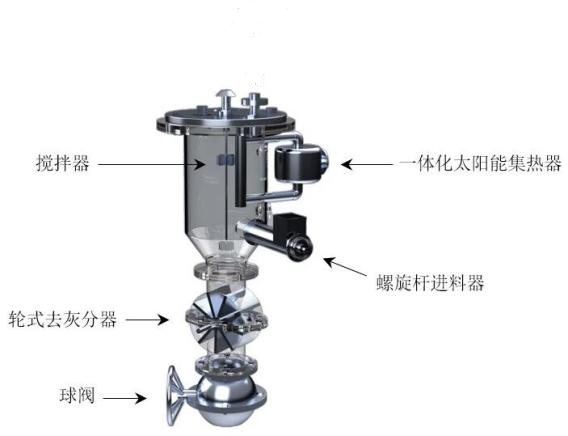 搅拌器
一体化太阳能集热器
螺旋杆进料器
轮式去灰分器
球阀